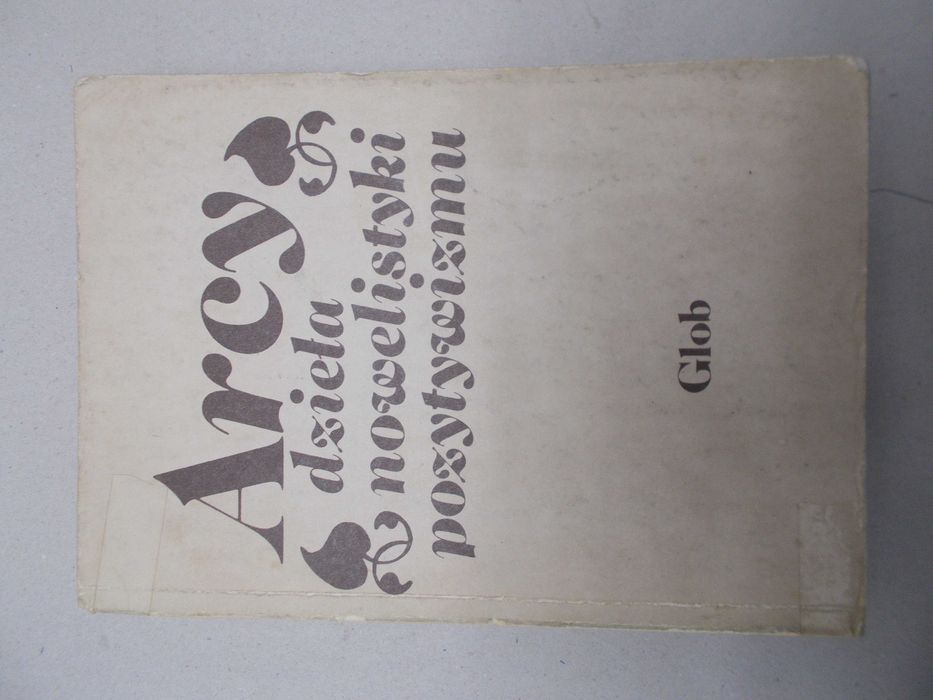 Arcy
dzieła
nowelistyki
pozytywizmu
Glob